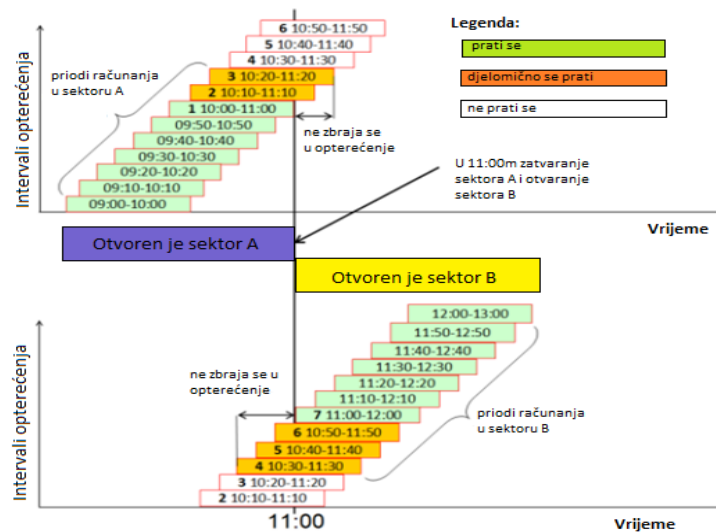 Legenda:
prati se
djelomično se prati
ne prati se
Intervali opterećenja
priodi računanja
u sektoru A
6 10:50-11:50
5 10:40-11:40
4 10:30-11:30
3 10:20-11:20
2 10:10-11:10
1 10:00-11:00
09:50-10:50
09:40-10:40
09:30-10:30
09:20-10:20
09:10-10:10
09:00-10:00
ne zbraja se
u opterećenje
U 11:00m zatvaranje
sektora A i otvaranje
sektora B
Vrijeme
Otvoren je sektor A
Otvoren je sektor B
Intervali opterećenja
ne zbraja se u
opterećenje
12:00-13:00
11:50-12:50
11:40-12:40
11:30-12:30
11:20-12:20
11:10-12:10
7 11:00-12:00
6 10:50-11:50
5 10:40-11:40
4 10:30-11:30
3 10:20-11:20
2 10:10-11:10
priodi računanja
u sektoru B
11:00
Vrijeme